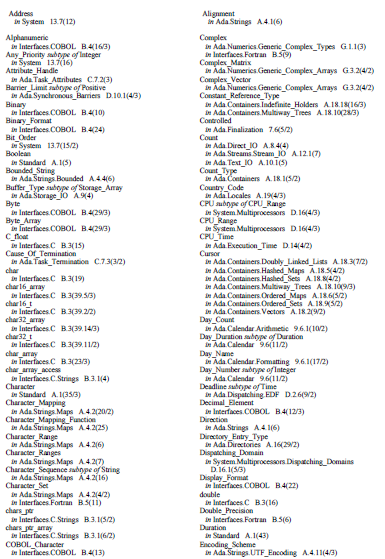 Address
in System 13.7(12)
Alphanumeric
in Interfaces.COBOL B.4(16/3)
Any_Priority subtype of Integer
in System 13.7(16)
Attribute_Handle
in Ada.Task_Attributes C.7.2(3)
Barrier_Limit subtype of Positive
in Ada.Synchronous_Barriers D.10.1(4/3)
Binary
in Interfaces.COBOL B.4(10)
Binary_Format
in Interfaces.COBOL B.4(24)
Bit_Order
in System 13.7(15/2)
Boolean
in Standard A.1(5)
Bounded_String
in Ada.Strings.Bounded A.4.4(6)
Buffer_Type subtype of Storage_Array
in Ada.Storage_IO A.9(4)
Byte
in Interfaces.COBOL B.4(29/3)
Byte_Array
in Interfaces.COBOL B.4(29/3)
C_float
in Interfaces.C B.3(15)
Cause_Of_Termination
in Ada.Task_Termination C.7.3(3/2)
char
in Interfaces.C B.3(19)
char16_array
in Interfaces.C B.3(39.5/3)
char16_t
in Interfaces.C B.3(39.2/2)
char32_array
in Interfaces.C B.3(39.14/3)
char32_t
in Interfaces.C B.3(39.11/2)
char_array
in Interfaces.C B.3(23/3)
char_array_access
in Interfaces.C.Strings B.3.1(4)
Character
in Standard A.1(35/3)
Character_Mapping
in Ada.Strings.Maps A.4.2(20/2)
Character_Mapping_Function
in Ada.Strings.Maps A.4.2(25)
Character_Range
in Ada.Strings.Maps A.4.2(6)
Character_Ranges
in Ada.Strings.Maps A.4.2(7)
Character_Sequence subtype of String
in Ada.Strings.Maps A.4.2(16)
Character_Set
in Ada.Strings.Maps A.4.2(4/2)
in Interfaces.Fortran B.5(11)
chars_ptr
in Interfaces.C.Strings B.3.1(5/2)
chars_ptr_array
in Interfaces.C.Strings B.3.1(6/2)
COBOL_Character
in Interfaces.COBOL B.4(13)
Alignment
in Ada.Strings A.4.1(6)
Complex
in Ada.Numerics.Generic_Complex_Types G.1.1(3)
in Interfaces.Fortran B.5(9)
Complex_Matrix
in Ada.Numerics.Generic_Complex_Arrays G.3.2(4/2)
Complex_Vector
in Ada.Numerics.Generic_Complex_Arrays G.3.2(4/2)
Constant_Reference_Type
in Ada.Containers.Indefinite_Holders A.18.18(16/3)
in Ada.Containers.Multiway_Trees A.18.10(28/3)
Controlled
in Ada.Finalization 7.6(5/2)
Count
in Ada.Direct_IO A.8.4(4)
in Ada.Streams.Stream_IO A.12.1(7)
in Ada.Text_IO A.10.1(5)
Count_Type
in Ada.Containers A.18.1(5/2)
Country_Code
in Ada.Locales A.19(4/3)
CPU subtype of CPU_Range
in System.Multiprocessors D.16(4/3)
CPU_Range
in System.Multiprocessors D.16(4/3)
CPU_Time
in Ada.Execution_Time D.14(4/2)
Cursor
in Ada.Containers.Doubly_Linked_Lists A.18.3(7/2)
in Ada.Containers.Hashed_Maps A.18.5(4/2)
in Ada.Containers.Hashed_Sets A.18.8(4/2)
in Ada.Containers.Multiway_Trees A.18.10(9/3)
in Ada.Containers.Ordered_Maps A.18.6(5/2)
in Ada.Containers.Ordered_Sets A.18.9(5/2)
in Ada.Containers.Vectors A.18.2(9/2)
Day_Count
in Ada.Calendar.Arithmetic 9.6.1(10/2)
Day_Duration subtype of Duration
in Ada.Calendar 9.6(11/2)
Day_Name
in Ada.Calendar.Formatting 9.6.1(17/2)
Day_Number subtype of Integer
in Ada.Calendar 9.6(11/2)
Deadline subtype of Time
in Ada.Dispatching.EDF D.2.6(9/2)
Decimal_Element
in Interfaces.COBOL B.4(12/3)
Direction
in Ada.Strings A.4.1(6)
Directory_Entry_Type
in Ada.Directories A.16(29/2)
Dispatching_Domain
in System.Multiprocessors.Dispatching_Domains
D.16.1(5/3)
Display_Format
in Interfaces.COBOL B.4(22)
double
in Interfaces.C B.3(16)
Double_Precision
in Interfaces.Fortran B.5(6)
Duration
in Standard A.1(43)
Encoding_Scheme
in Ada.Strings.UTF_Encoding A.4.11(4/3)